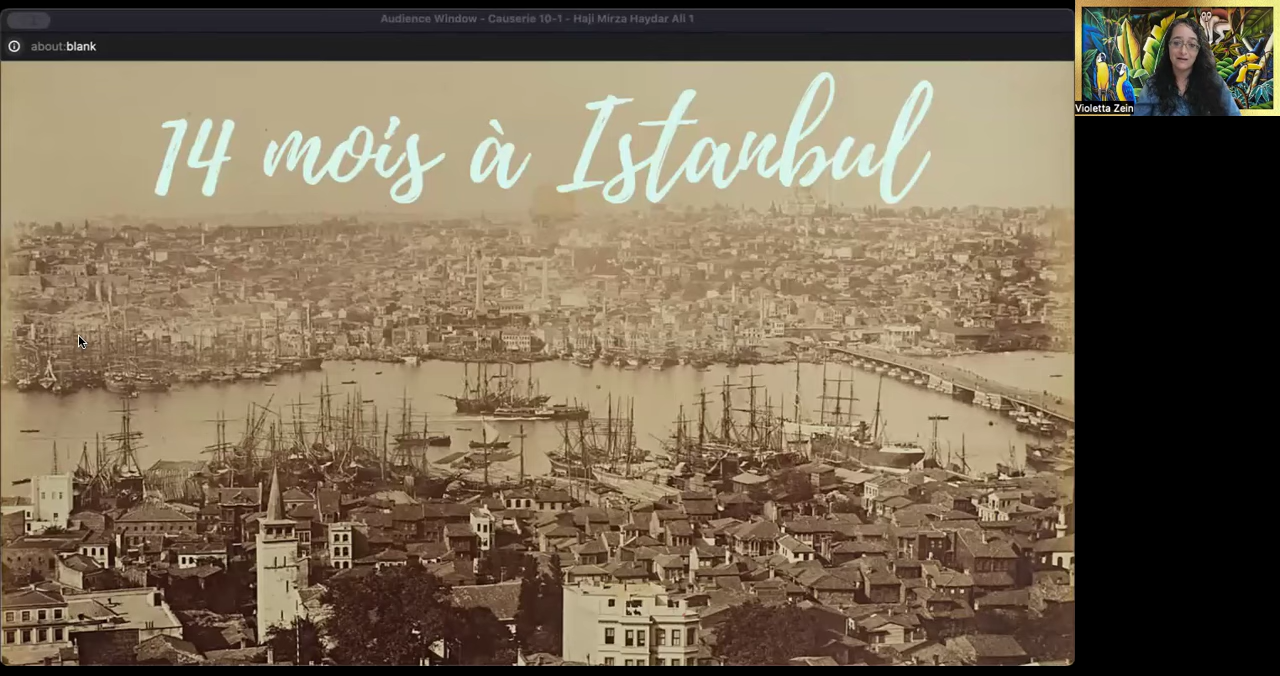 Audience Window - Causerie 10-1 - Haji Mirza Haydar Ali 1
about:blank
14 mois à Istanbul
Violetta Zein